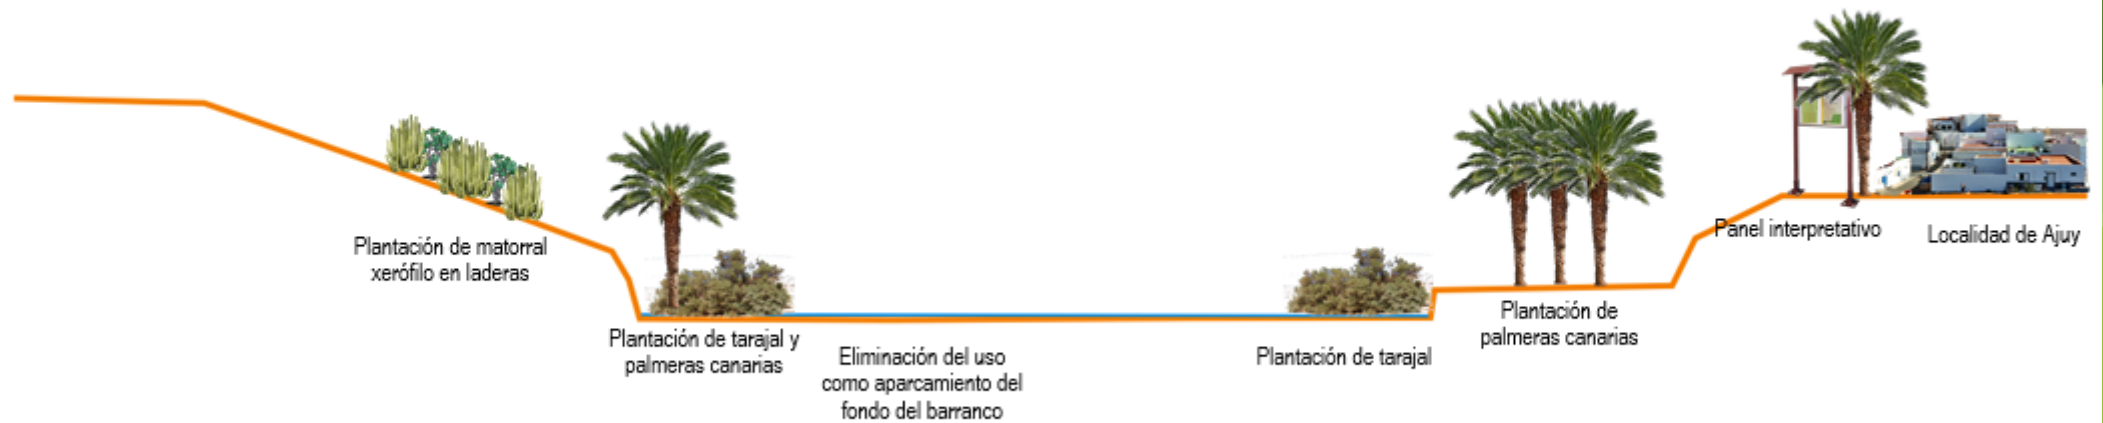 Plantación de matorral
xerófilo en laderas
Plantación de tarajal y
palmeras canarias
Eliminación del uso
como aparcamiento del
fondo del barranco
Plantación de tarajal
Plantación de
palmeras canarias
Panel interpretativo
Localidad de Ajuy